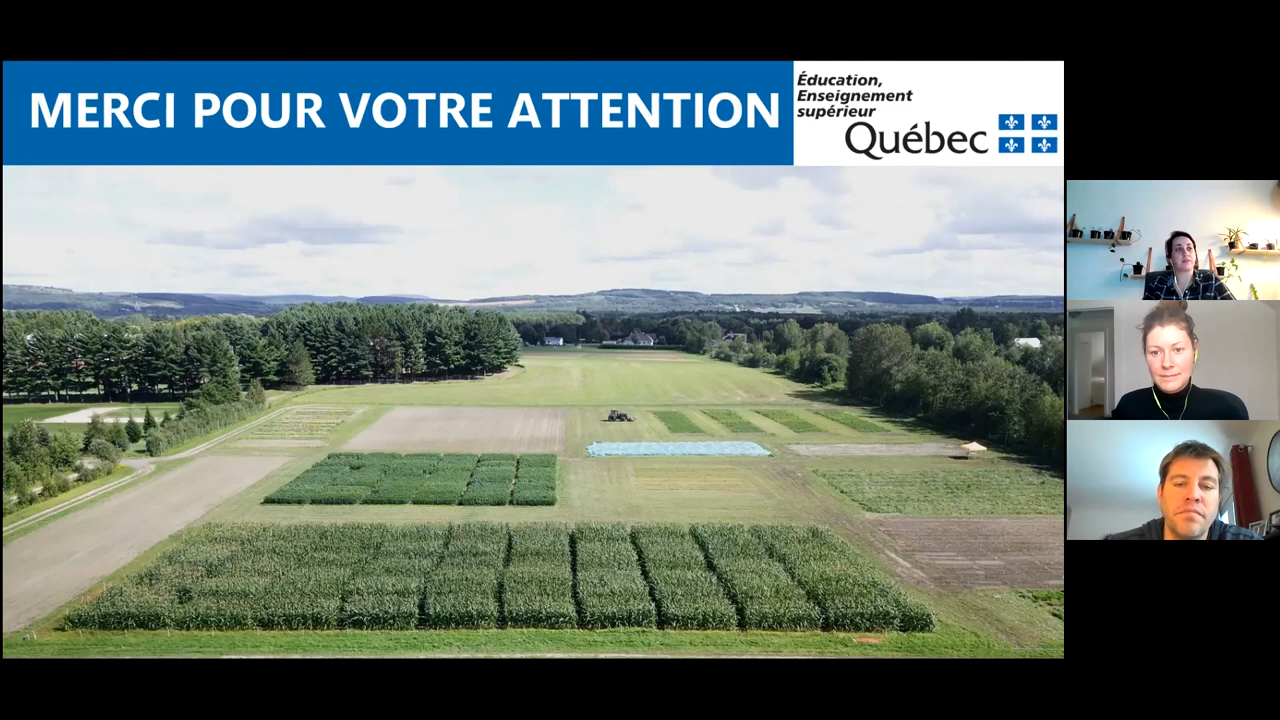 MERCI POUR VOTRE ATTENTION
Éducation,
Enseignement
supérieur
Québec